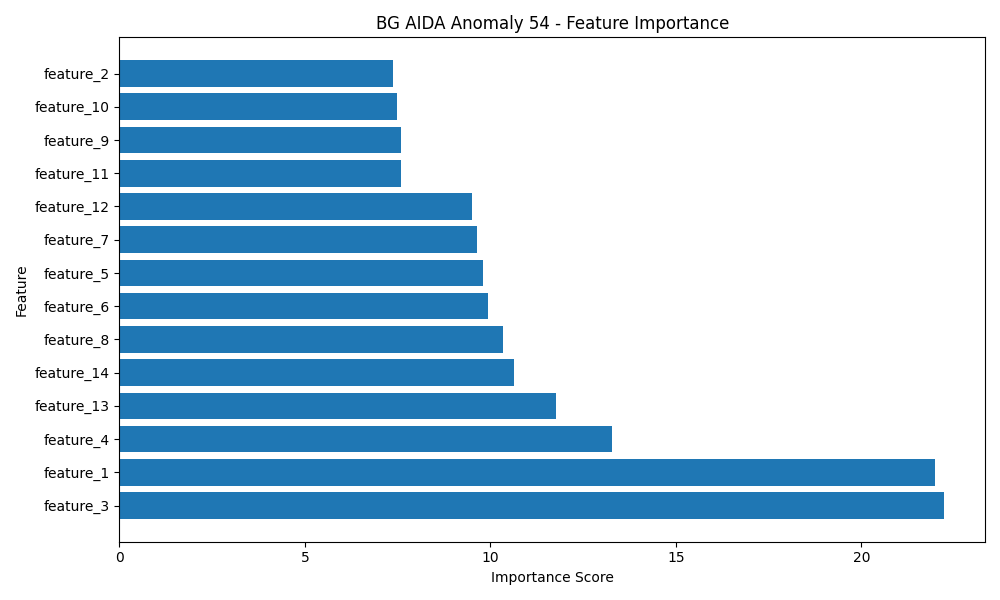 BG AIDA Anomaly 54 - Feature Importance
feature_2
feature_10
feature_9
feature_11
feature_12
feature_7
feature_5
feature_6
feature_8
feature_14
feature_13
feature_4
feature_1
feature_3
Feature
0 5 10 15 20
Importance Score